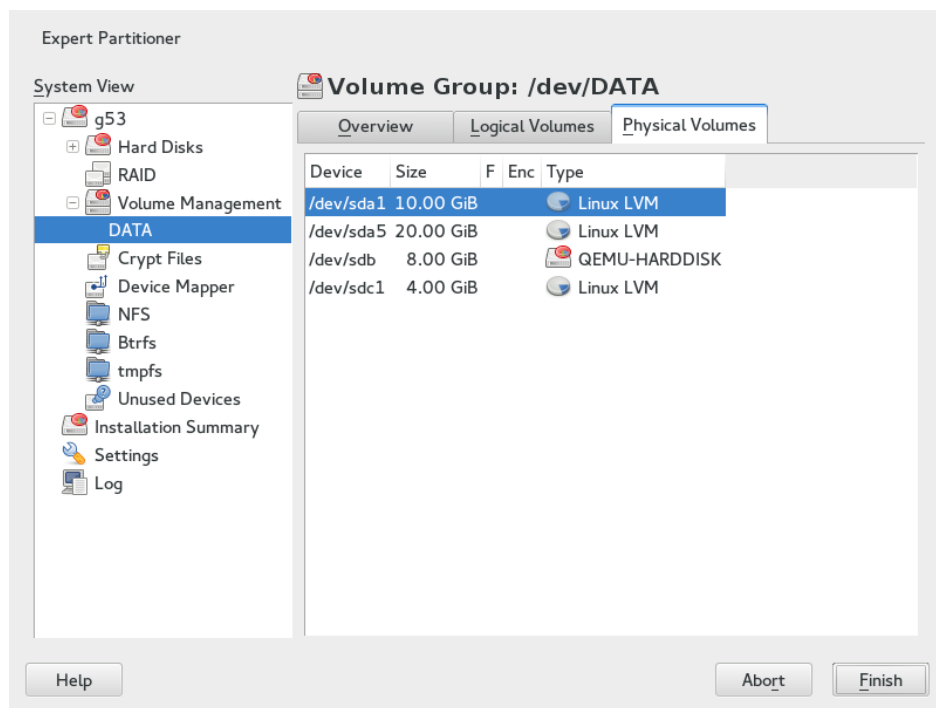 Expert Partitioner
System View
g53
Hard Disks
RAID
Volume Management
DATA
Crypt Files
Device Mapper
NFS
Btrfs
tmpfs
Unused Devices
Installation Summary
Settings
Log
Volume Group: /dev/DATA
Overview Logical Volumes Physical Volumes
Device Size F Enc Type
/dev/sda1 10.00 GiB Linux LVM
/dev/sda5 20.00 GiB Linux LVM
/dev/sdb 8.00 GiB QEMU-HARDDISK
/dev/sdc1 4.00 GiB Linux LVM
Help Abort Finish